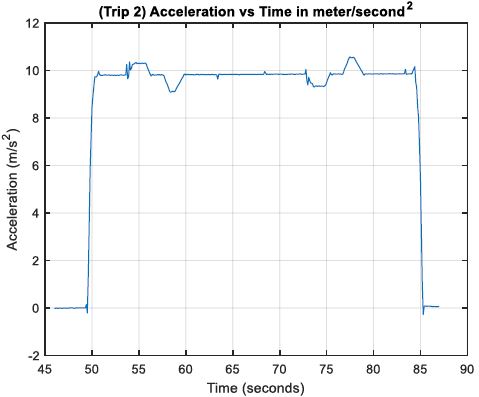 (Trip 2) Acceleration vs Time in meter/second²
12
10
8
6
4
2
0
-2
Acceleration (m/s²)
45 50 55 60 65 70 75 80 85 90
Time (seconds)